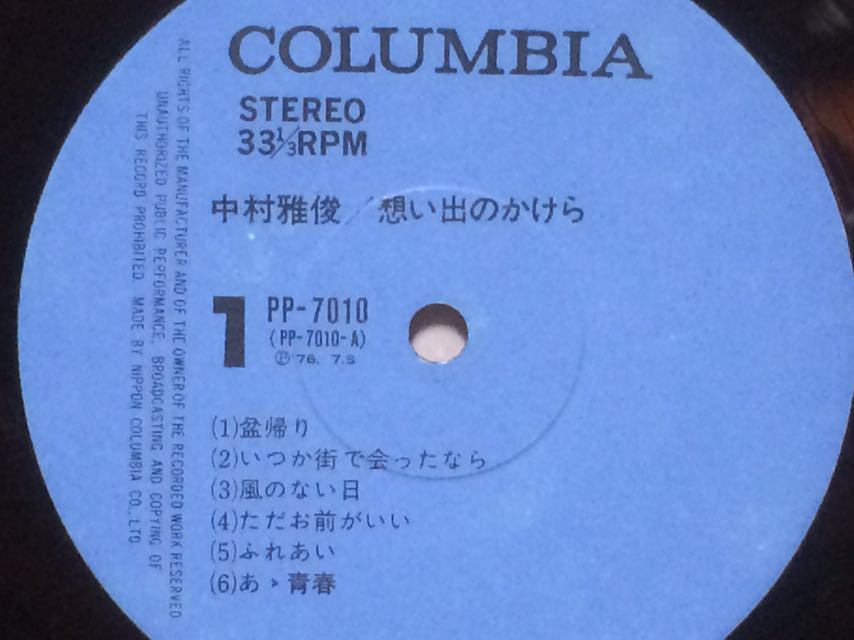 COLUMBIA
STEREO
33⅓RPM
中村雅俊／想い出のかけら
1
PP-7010
(PP-7010-A)
Ⓟ'76. 7.S
(1)盆帰り
(2)いつか街で会ったなら
(3)風のない日
(4)ただお前がいい
(5)ふれあい
(6)あゝ青春
ALL RIGHTS OF THE MANUFACTURER AND OF THE OWNER OF THE RECORDED WORK RESERVED
UNAUTHORIZED PUBLIC PERFORMANCE, BROADCASTING AND COPYING OF
THIS RECORD PROHIBITED. MADE BY NIPPON COLUMBIA CO., LTD.